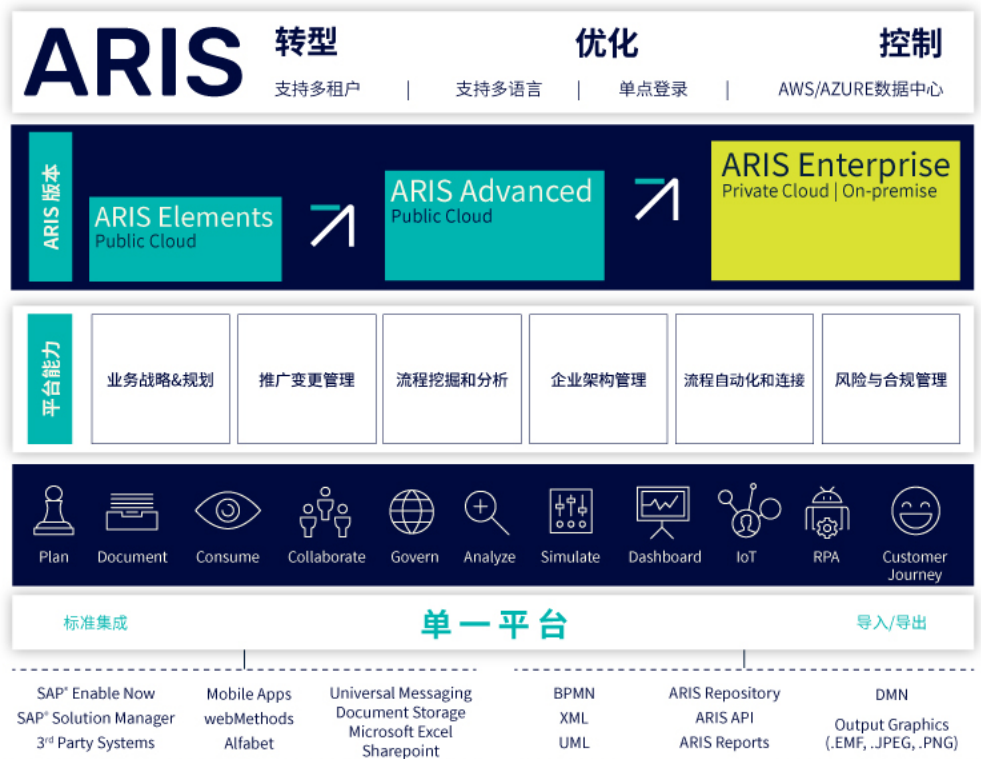 ARIS
转型 优化 控制
支持多租户 | 支持多语言 | 单点登录 | AWS/AZURE数据中心
ARIS 版本
ARIS Elements
Public Cloud
ARIS Advanced
Public Cloud
ARIS Enterprise
Private Cloud | On-premise
平台能力
业务战略&规划
推广变更管理
流程挖掘和分析
企业架构管理
流程自动化和连接
风险与合规管理
Plan
Document
Consume
Collaborate
Govern
Analyze
Simulate
Dashboard
IoT
RPA
Customer
Journey
标准集成
单一平台
导入/导出
SAP® Enable Now
SAP® Solution Manager
3rd Party Systems
Mobile Apps
webMethods
Alfabet
Universal Messaging
Document Storage
Microsoft Excel
Sharepoint
BPMN
XML
UML
ARIS Repository
ARIS API
ARIS Reports
DMN
Output Graphics
(.EMF, .JPEG, .PNG)